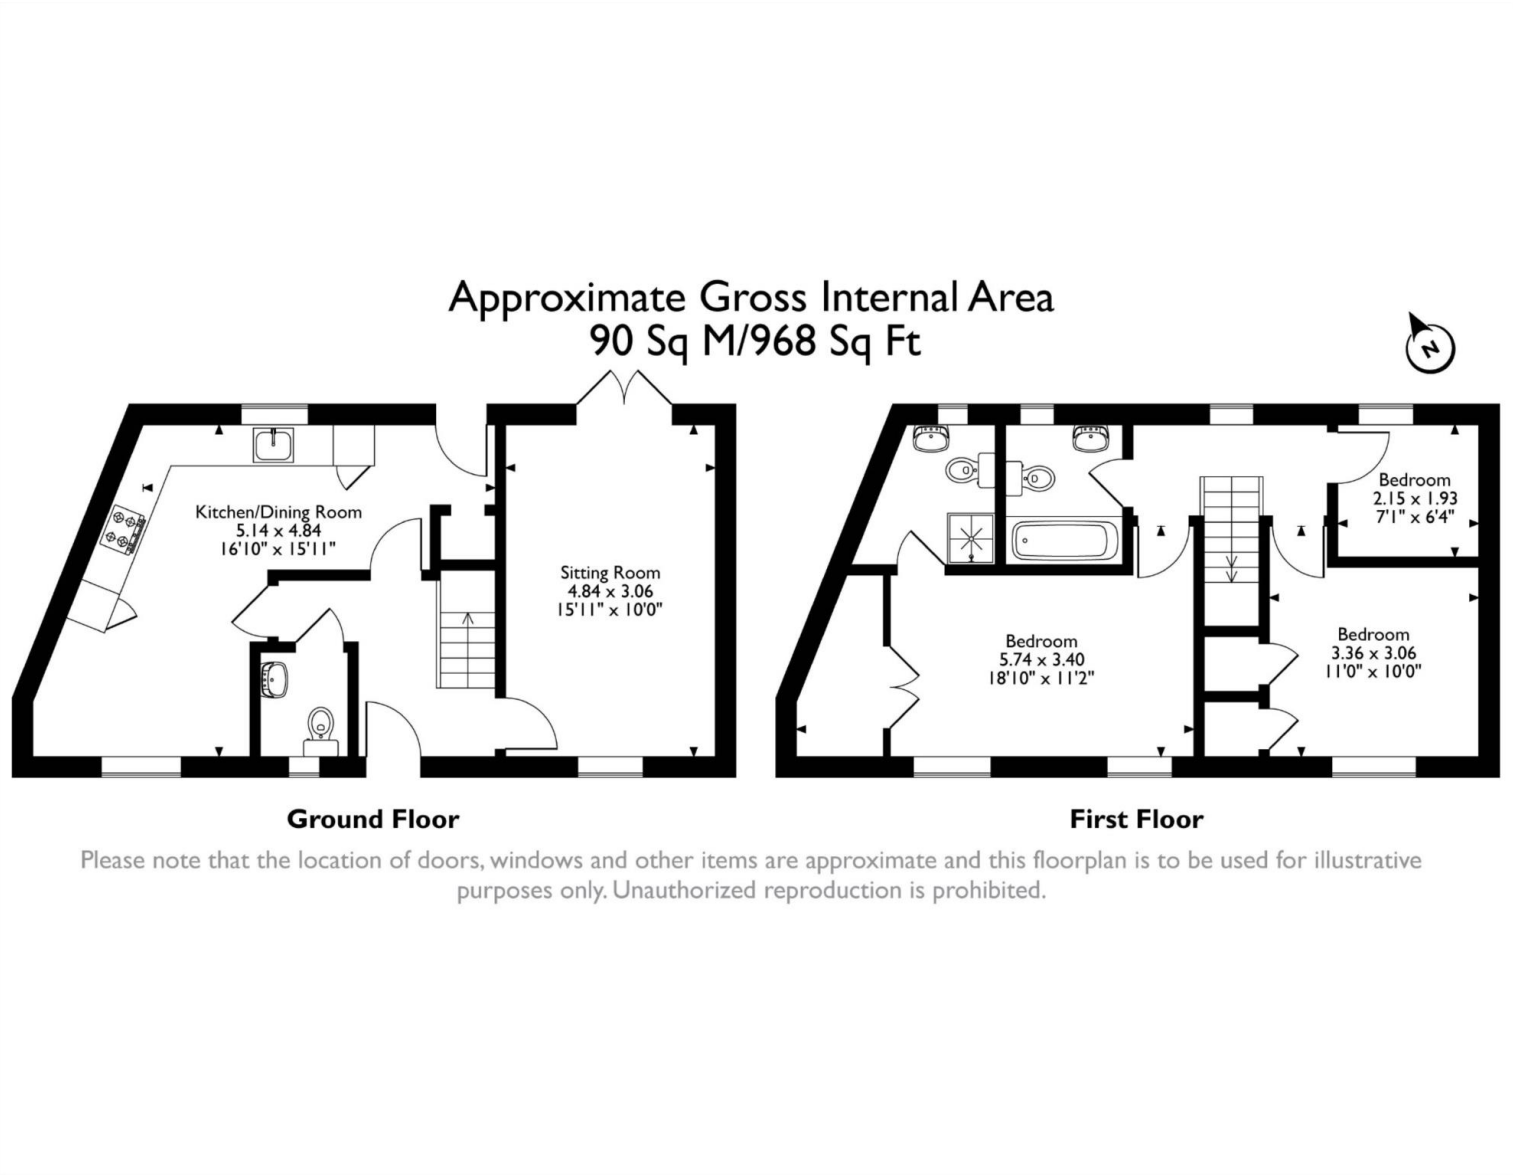 Approximate Gross Internal Area
90 Sq M/968 Sq Ft
N
Kitchen/Dining Room
5.14 x 4.84
16'10" x 15'11"
Sitting Room
4.84 x 3.06
15'11" x 10'0"
Bedroom
2.15 x 1.93
7'1" x 6'4"
Bedroom
5.74 x 3.40
18'10" x 11'2"
Bedroom
3.36 x 3.06
11'0" x 10'0"
Ground Floor
First Floor
Please note that the location of doors, windows and other items are approximate and this floorplan is to be used for illustrative
purposes only. Unauthorized reproduction is prohibited.